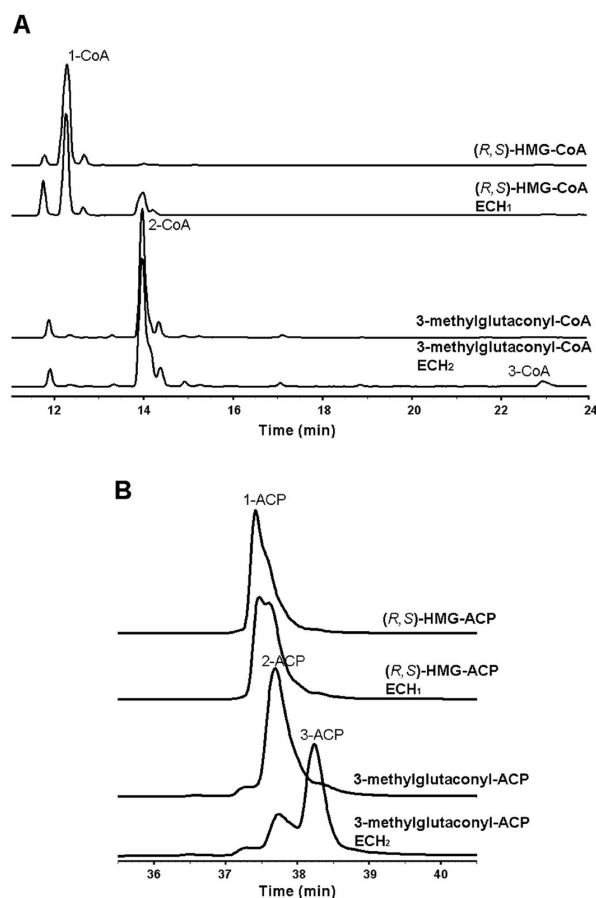 A
1-CoA
(R,S)-HMG-CoA
(R,S)-HMG-CoA
ECH1
2-CoA
3-methylglutaconyl-CoA
3-methylglutaconyl-CoA
ECH2
3-CoA
12 14 16 18 20 22 24
Time (min)
B
1-ACP
(R,S)-HMG-ACP
(R,S)-HMG-ACP
ECH1
2-ACP
3-ACP
3-methylglutaconyl-ACP
3-methylglutaconyl-ACP
ECH2
36 37 38 39 40
Time (min)